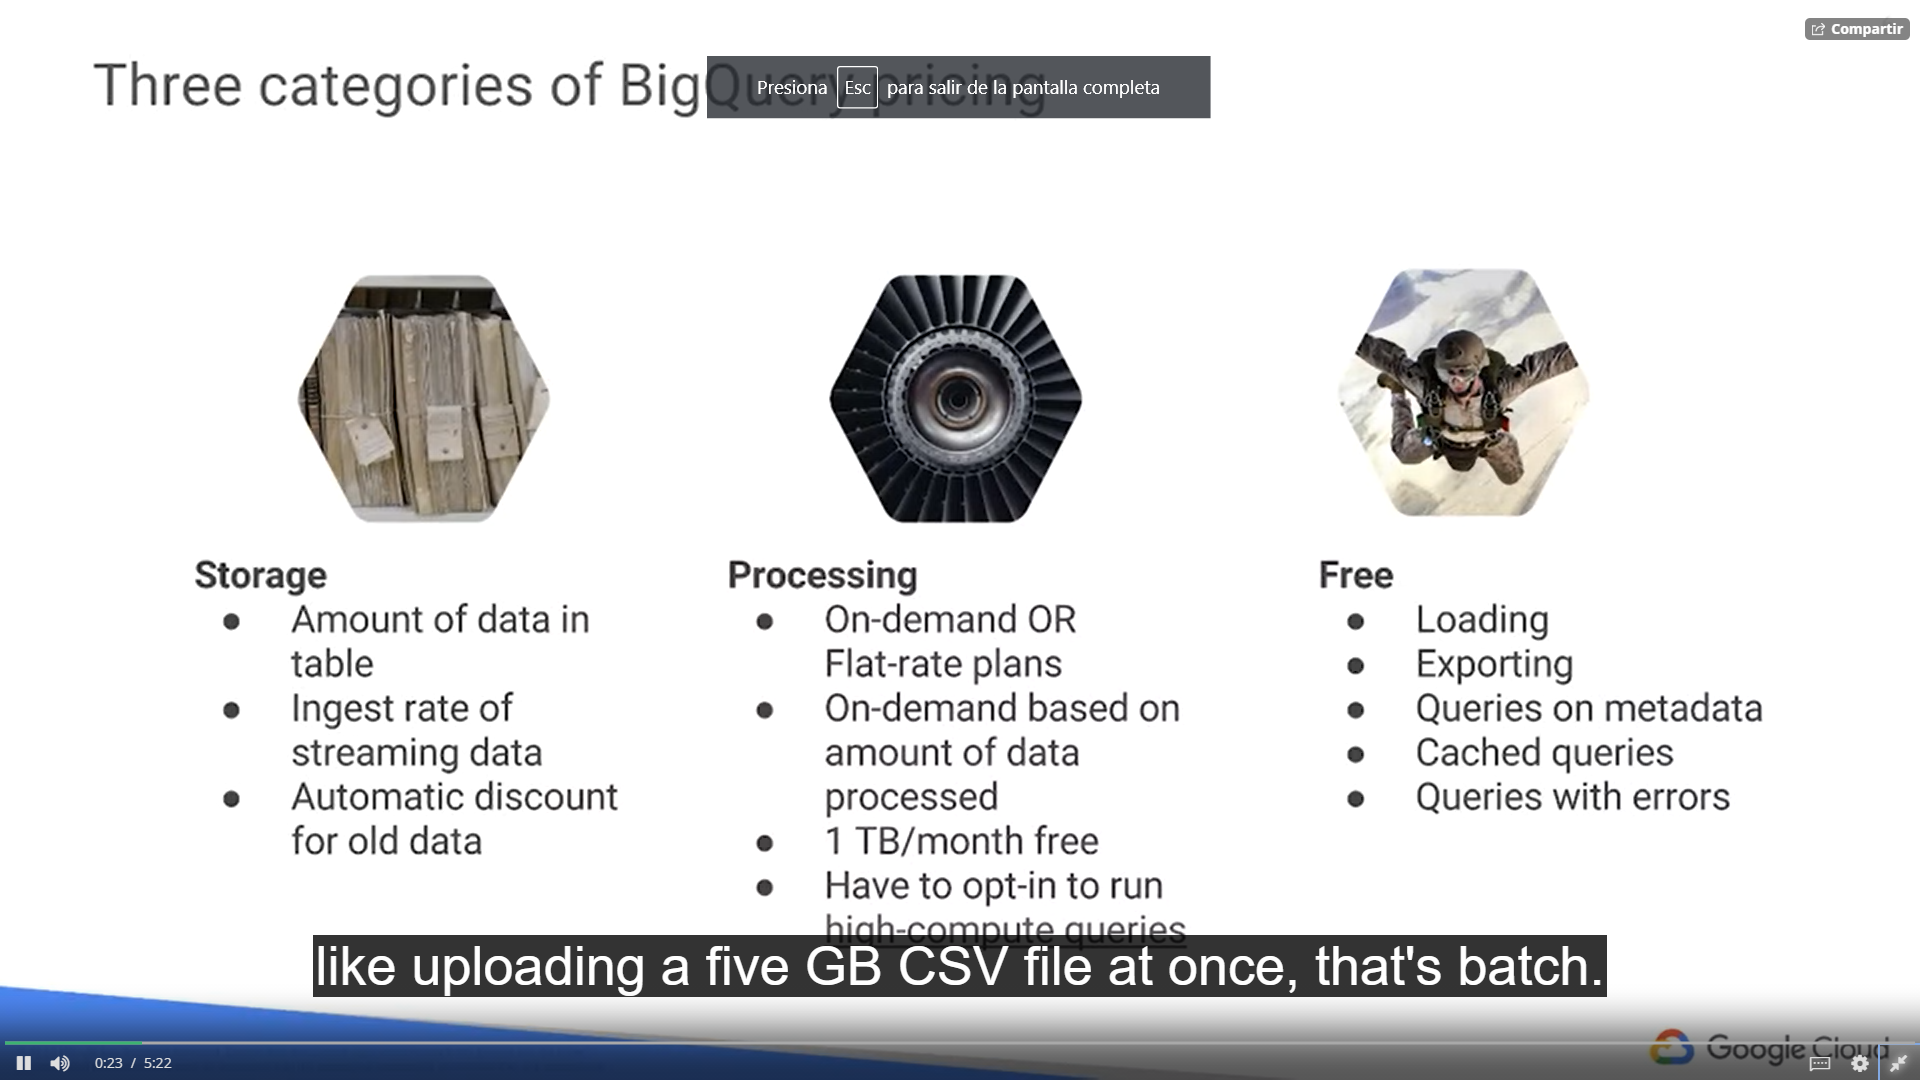 Compartir
Three categories of BigQuery pricing
Presiona Esc para salir de la pantalla completa
Storage
● Amount of data in
table
● Ingest rate of
streaming data
● Automatic discount
for old data
Processing
● On-demand OR
Flat-rate plans
● On-demand based on
amount of data
processed
● 1 TB/month free
● Have to opt-in to run
high-compute queries
Free
● Loading
● Exporting
● Queries on metadata
● Cached queries
● Queries with errors
like uploading a five GB CSV file at once, that's batch.
Google Cloud
0:23 / 5:22